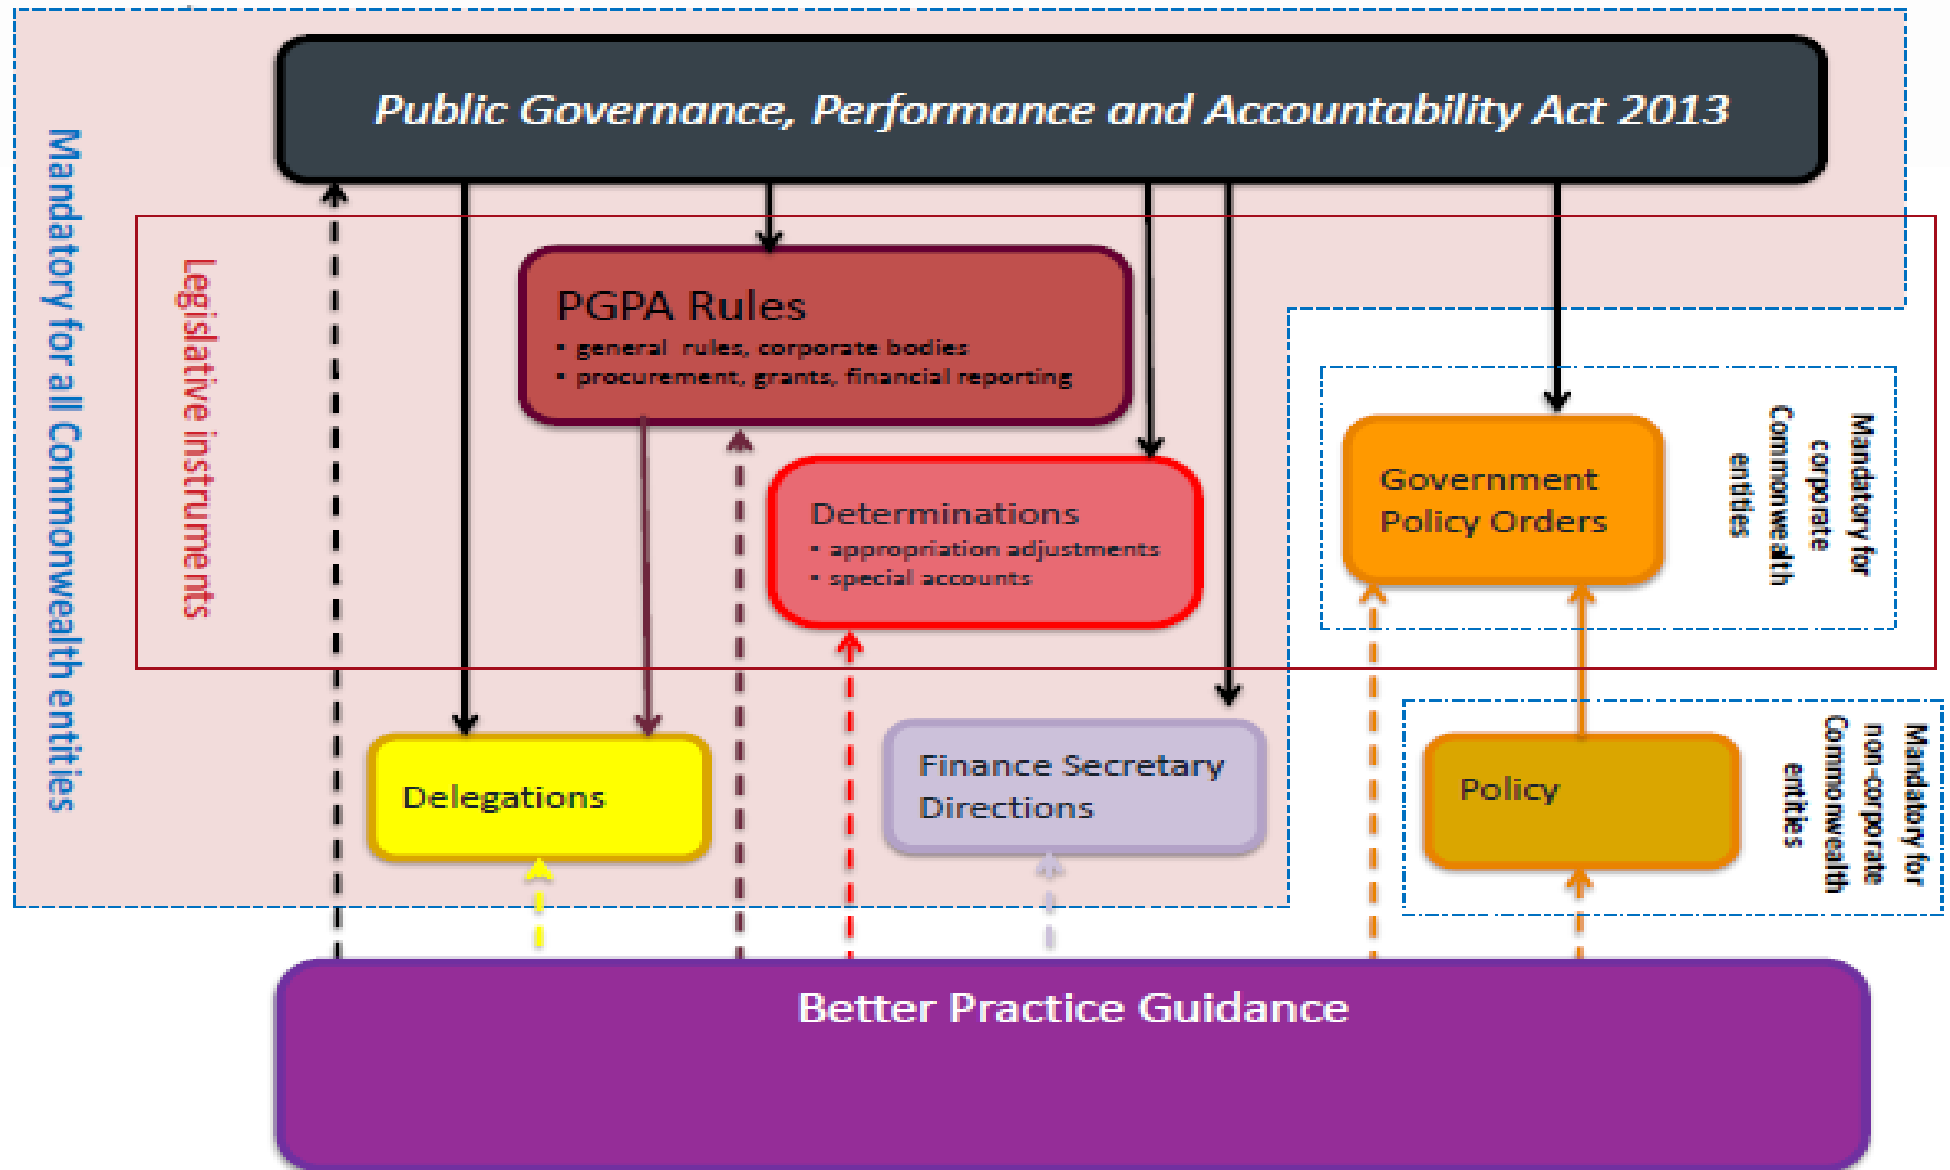 Public Governance, Performance and Accountability Act 2013
Mandatory for all Commonwealth entities
Legislative instruments
PGPA Rules
▪ general rules, corporate bodies
▪ procurement, grants, financial reporting
Determinations
▪ appropriation adjustments
▪ special accounts
Government
Policy Orders
Mandatory for
corporate
Commonwealth
entities
Delegations
Finance Secretary
Directions
Policy
Mandatory for
non-corporate
Commonwealth
entities
Better Practice Guidance